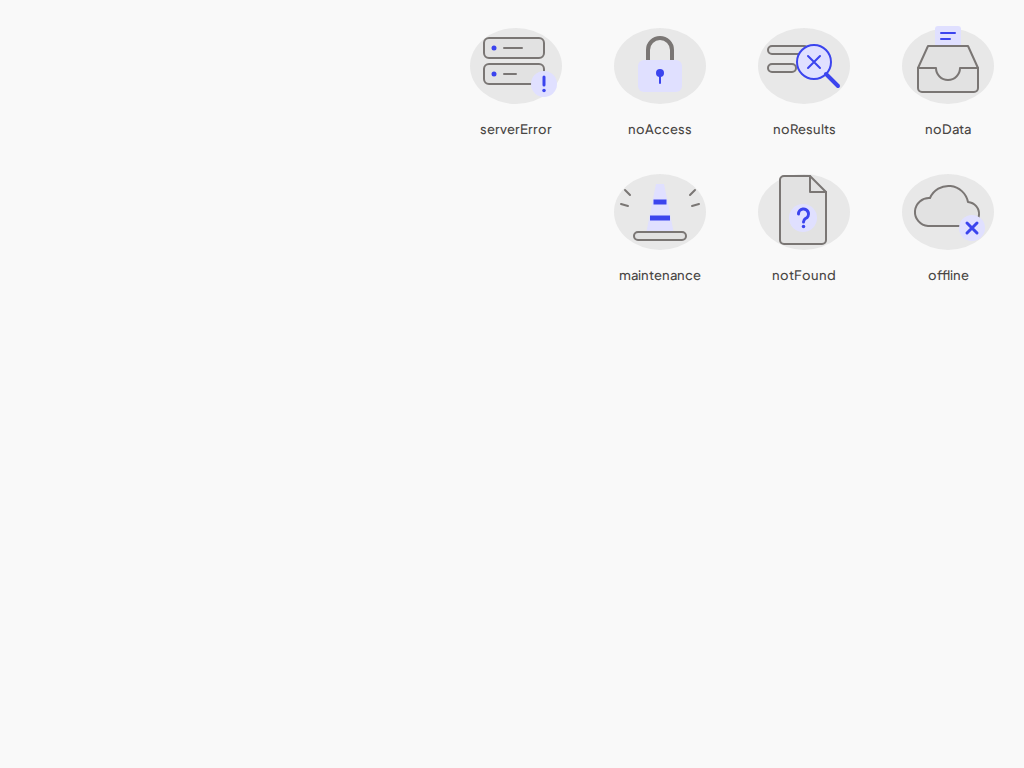 serverError
noAccess
noResults
noData
maintenance
notFound
offline